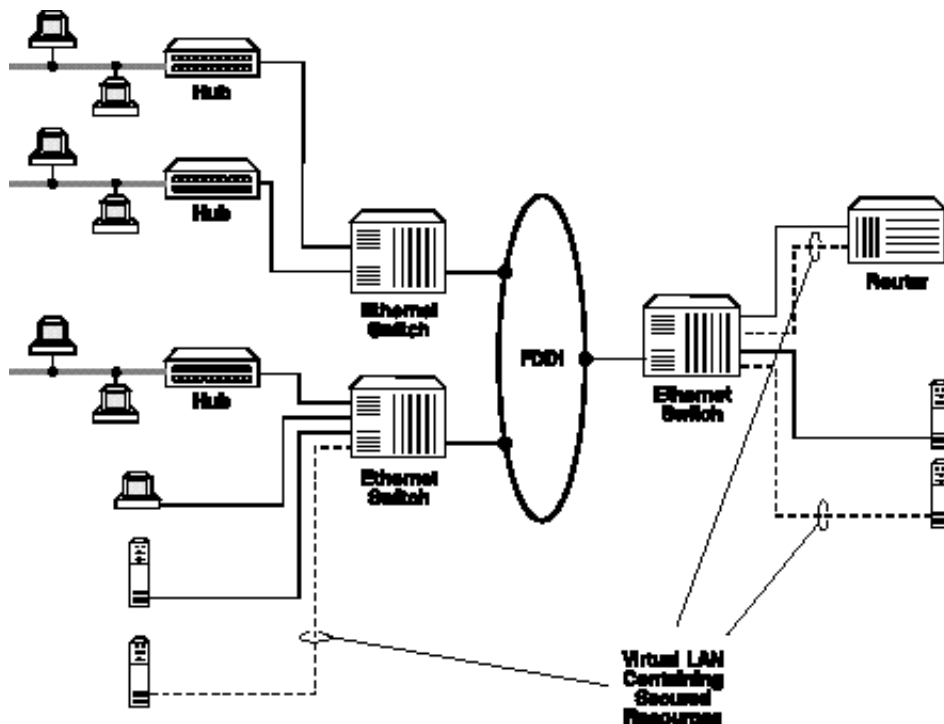 Hub
Hub
Ethernet
Switch
Router
FDDI
Ethernet
Switch
Hub
Ethernet
Switch
Virtual LAN
Containing
Secured
Resources